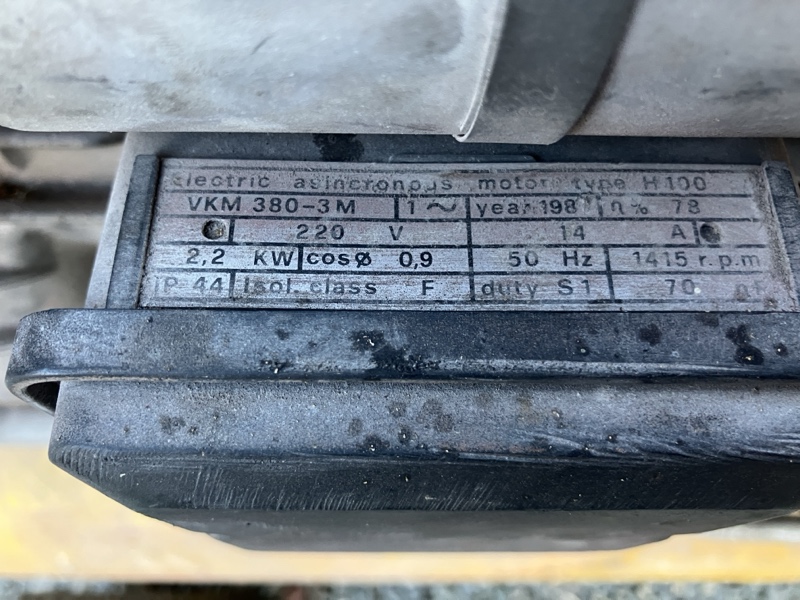 electric asincronous motor type H100
VKM 380-3M 1 ~ year 198 η% 78
220 V 14 A
2,2 KW cosø 0,9 50 Hz 1415 r.p.m
IP 44 isol. class F duty S1 70